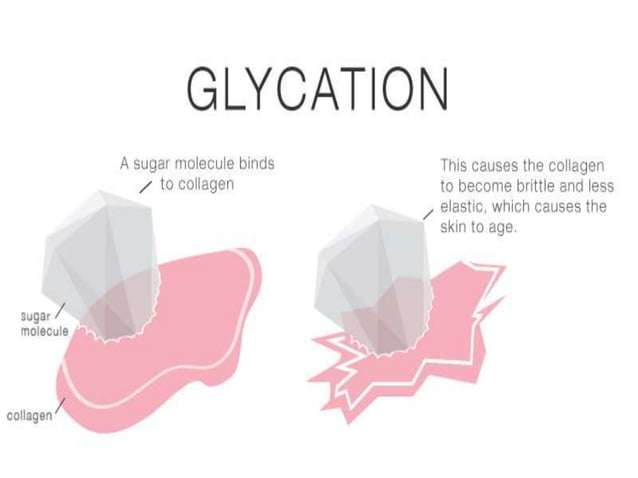 GLYCATION
A sugar molecule binds
to collagen
This causes the collagen
to become brittle and less
elastic, which causes the
skin to age.
sugar
molecule
collagen